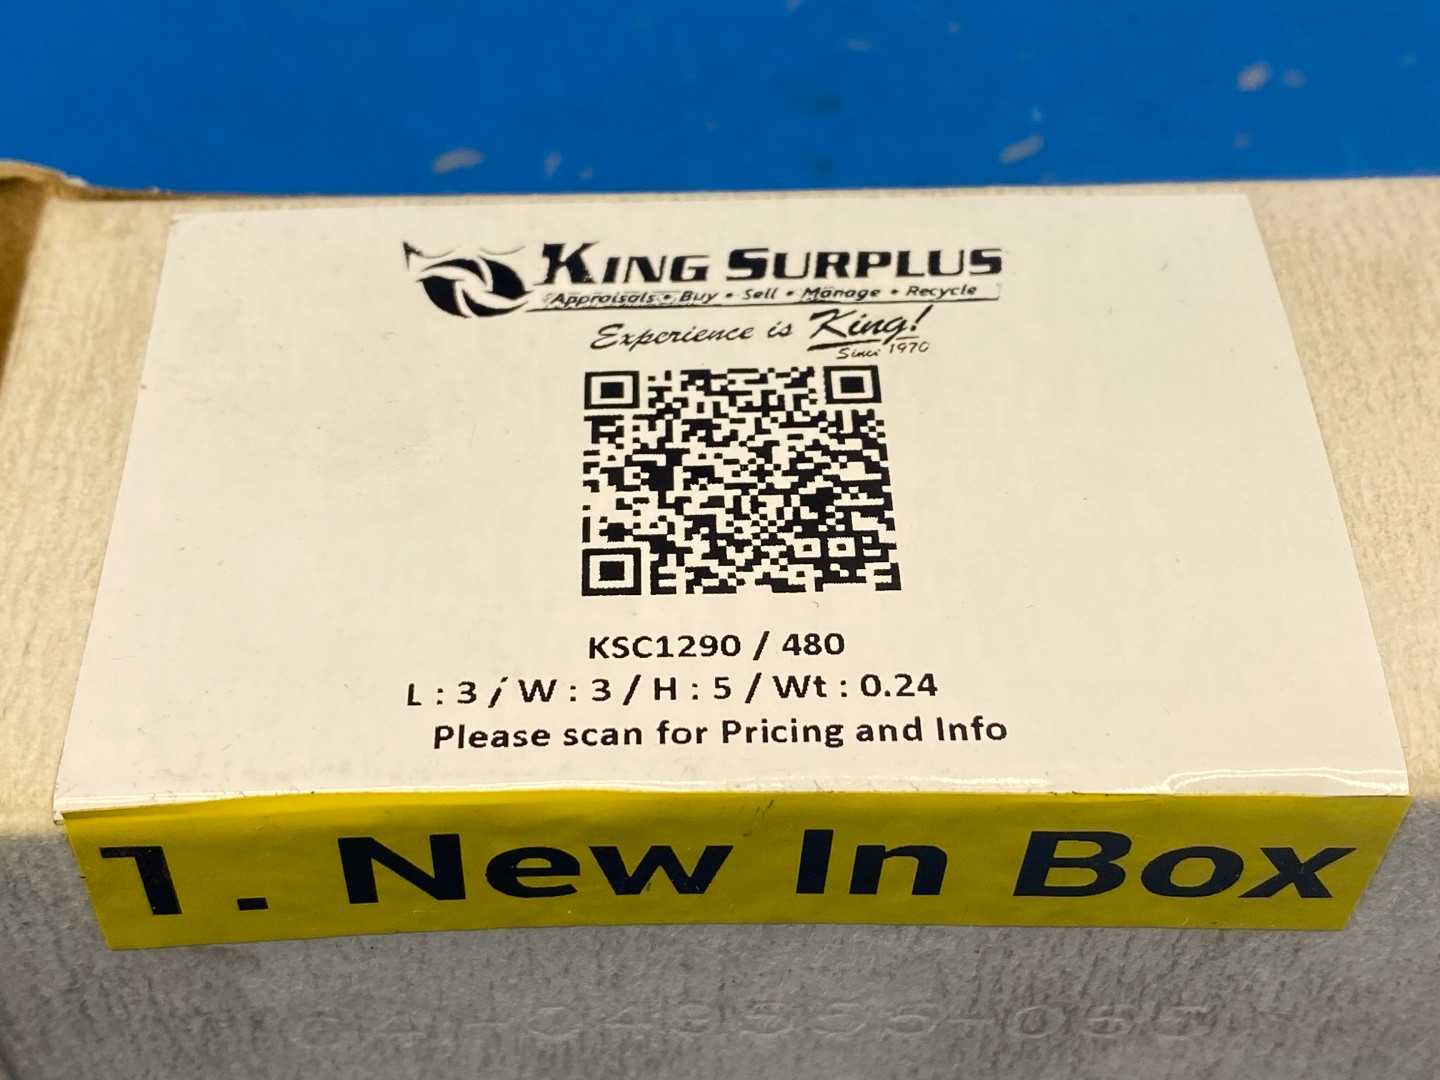 KING SURPLUS
Appraisals • Buy • Sell • Manage • Recycle
Experience is King!
Since 1970
KSC1290 / 480
L : 3 / W : 3 / H : 5 / Wt : 0.24
Please scan for Pricing and Info
1. New In Box